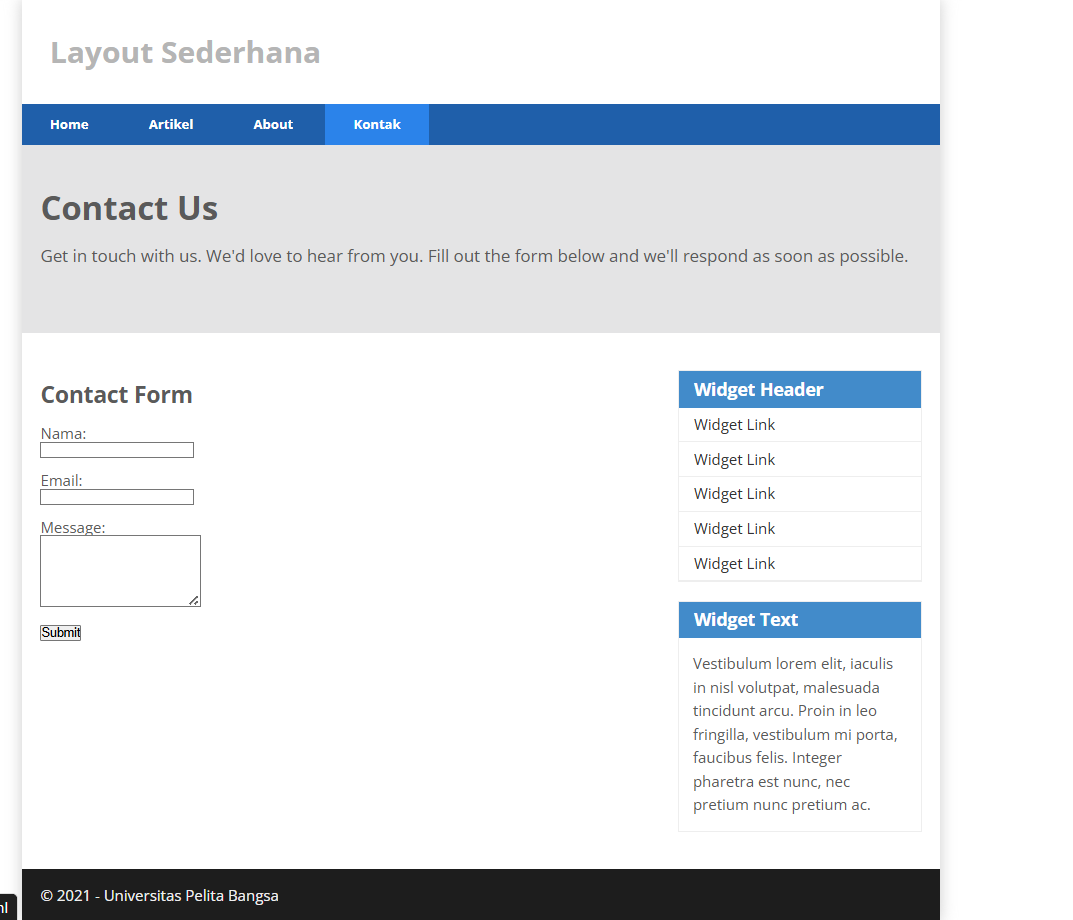 Layout Sederhana
Home Artikel About Kontak
Contact Us
Get in touch with us. We'd love to hear from you. Fill out the form below and we'll respond as soon as possible.
Contact Form
Nama:
Email:
Message:
Submit
Widget Header
Widget Link
Widget Link
Widget Link
Widget Link
Widget Link
Widget Text
Vestibulum lorem elit, iaculis
in nisl volutpat, malesuada
tincidunt arcu. Proin in leo
fringilla, vestibulum mi porta,
faucibus felis. Integer
pharetra est nunc, nec
pretium nunc pretium ac.
© 2021 - Universitas Pelita Bangsa